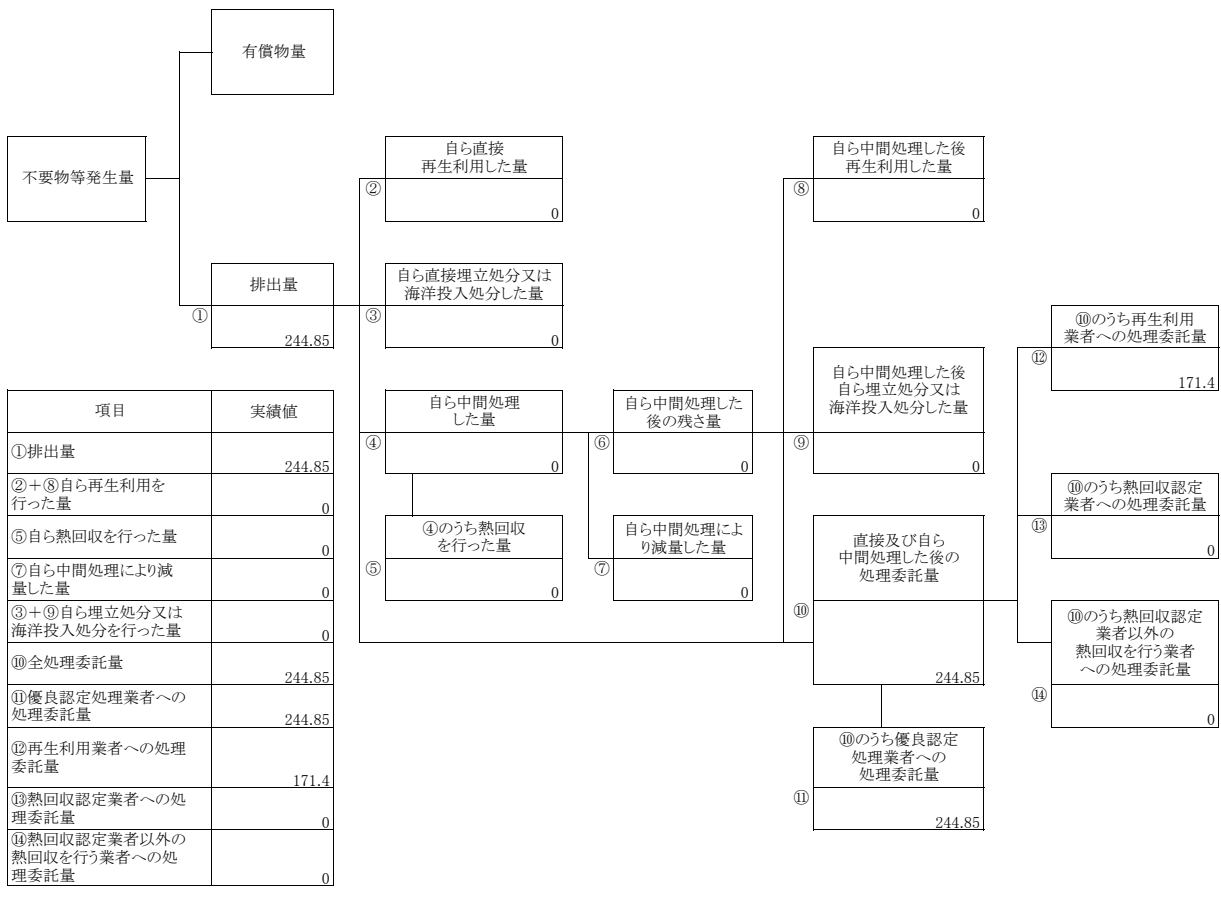 有償物量
不要物等発生量
自ら直接
再生利用した量
②
0
自ら中間処理した後
再生利用した量
⑧
0
排出量
①
244.85
自ら直接埋立処分又は
海洋投入処分した量
③
0
⑩のうち再生利用
業者への処理委託量
⑫
171.4
自ら中間処理
した量
④
0
自ら中間処理した
後の残さ量
⑥
0
自ら中間処理した後
自ら埋立処分又は
海洋投入処分した量
⑨
0
⑩のうち熱回収認定
業者への処理委託量
⑬
0
④のうち熱回収
を行った量
⑤
0
自ら中間処理によ
り減量した量
⑦
0
直接及び自ら
中間処理した後の
処理委託量
⑩
244.85
⑩のうち熱回収認定
業者以外の
熱回収を行う業者
への処理委託量
⑭
0
⑩のうち優良認定
処理業者への
処理委託量
⑪
244.85
項目 実績値
①排出量
244.85
②＋⑧自ら再生利用を
行った量
0
⑤自ら熱回収を行った量
0
⑦自ら中間処理により減
量した量
0
③＋⑨自ら埋立処分又は
海洋投入処分を行った量
0
⑩全処理委託量
244.85
⑪優良認定処理業者への
処理委託量
244.85
⑫再生利用業者への処理
委託量
171.4
⑬熱回収認定業者への処
理委託量
0
⑭熱回収認定業者以外の
熱回収を行う業者への処
理委託量
0